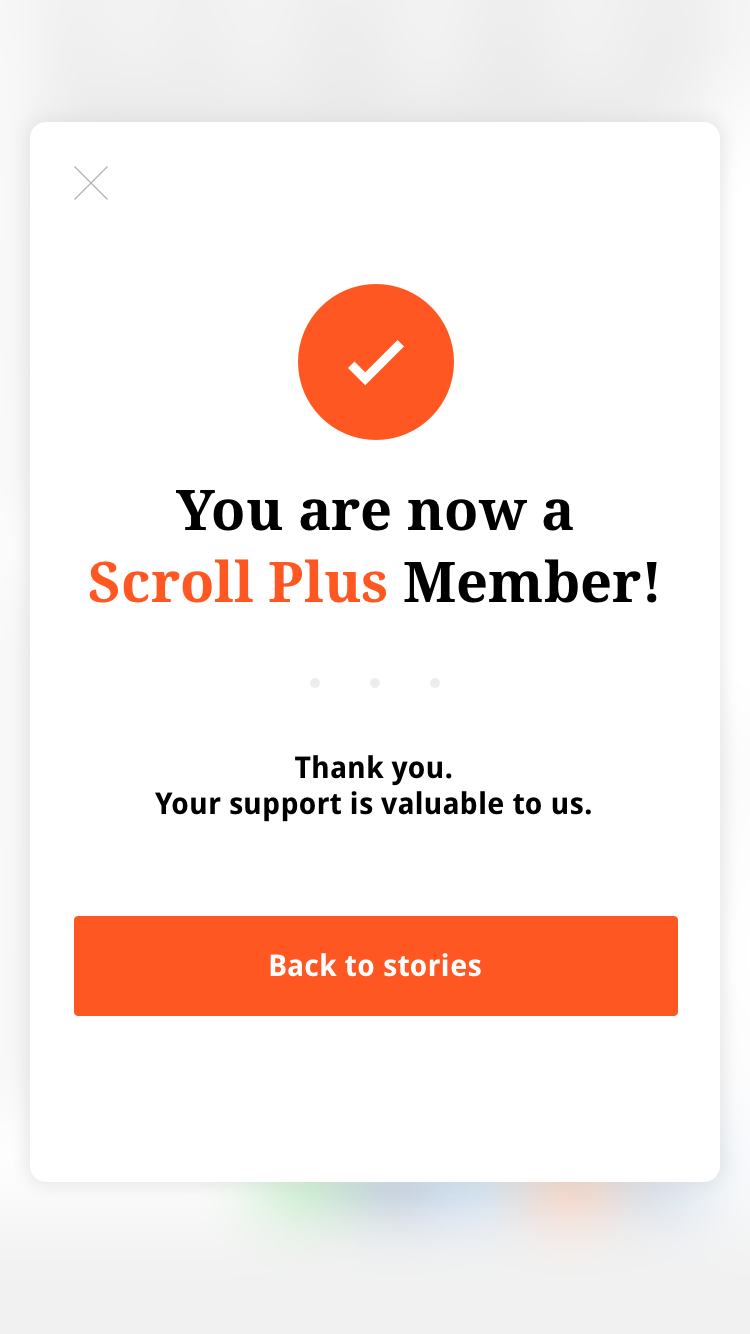 You are now a
Scroll Plus Member!
Thank you.
Your support is valuable to us.
Back to stories